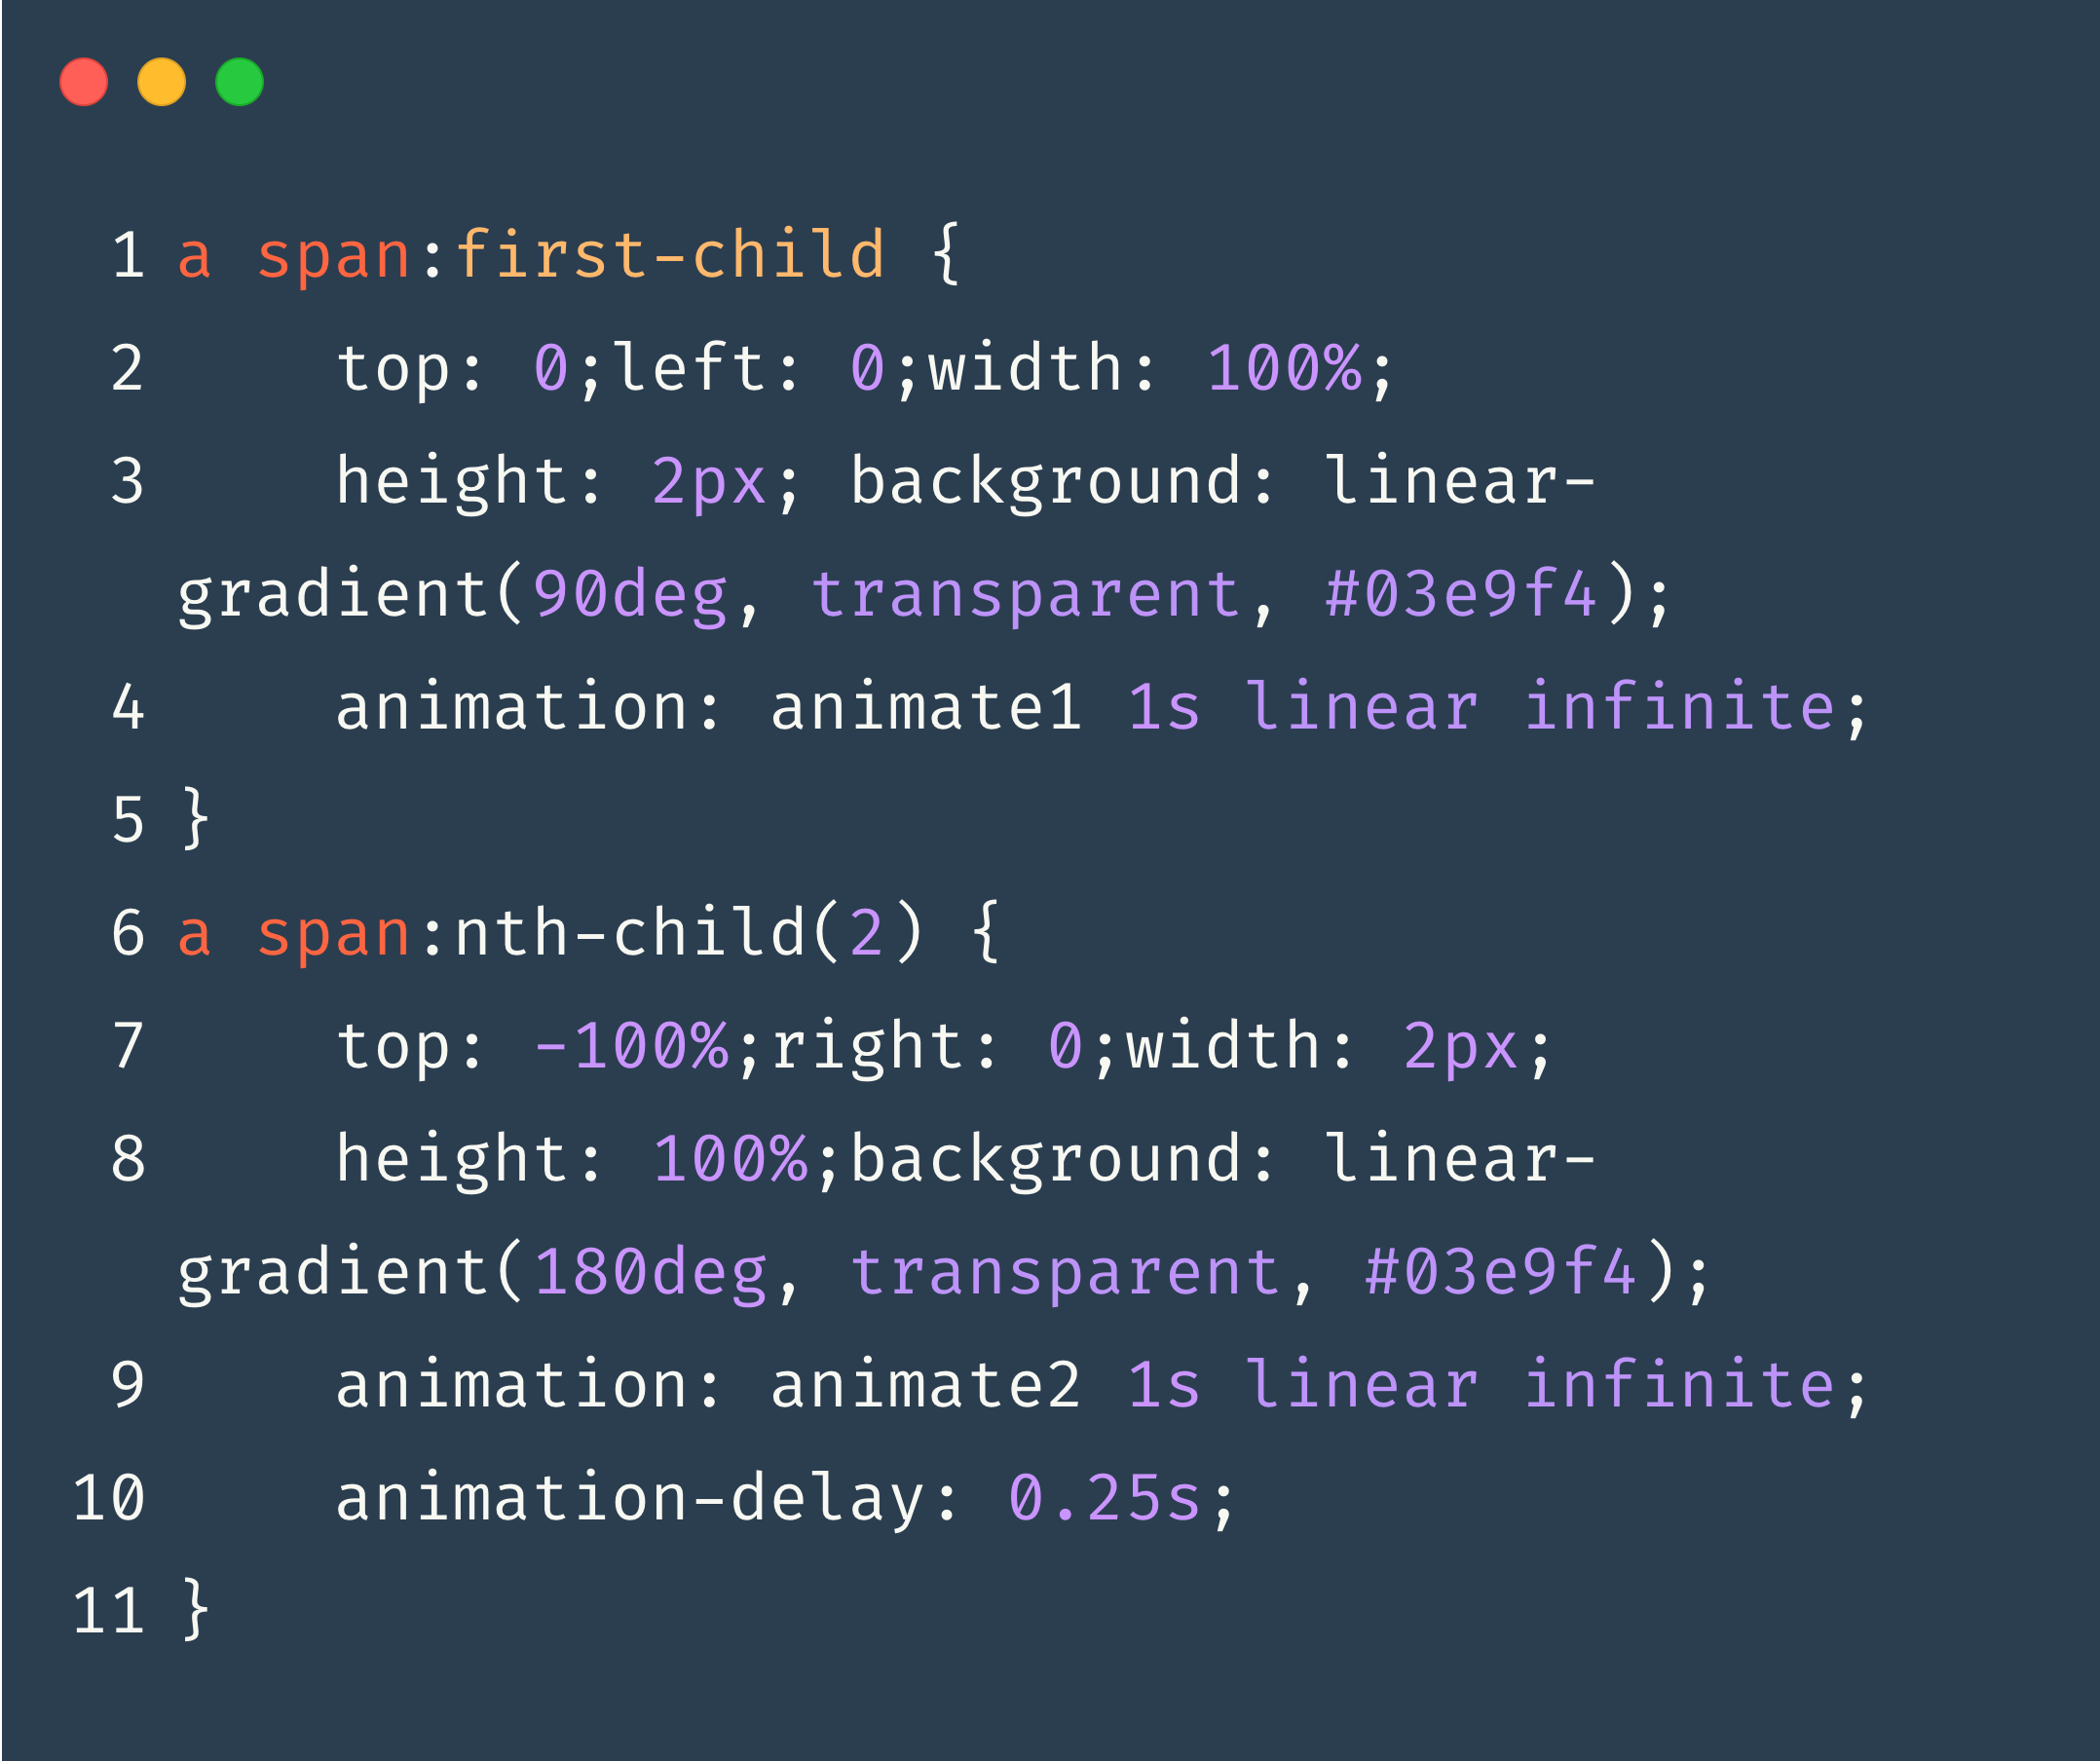 1 a span:first-child {
2     top: 0;left: 0;width: 100%;
3     height: 2px; background: linear-
gradient(90deg, transparent, #03e9f4);
4     animation: animate1 1s linear infinite;
5 }
6 a span:nth-child(2) {
7     top: -100%;right: 0;width: 2px;
8     height: 100%;background: linear-
gradient(180deg, transparent, #03e9f4);
9     animation: animate2 1s linear infinite;
10     animation-delay: 0.25s;
11 }